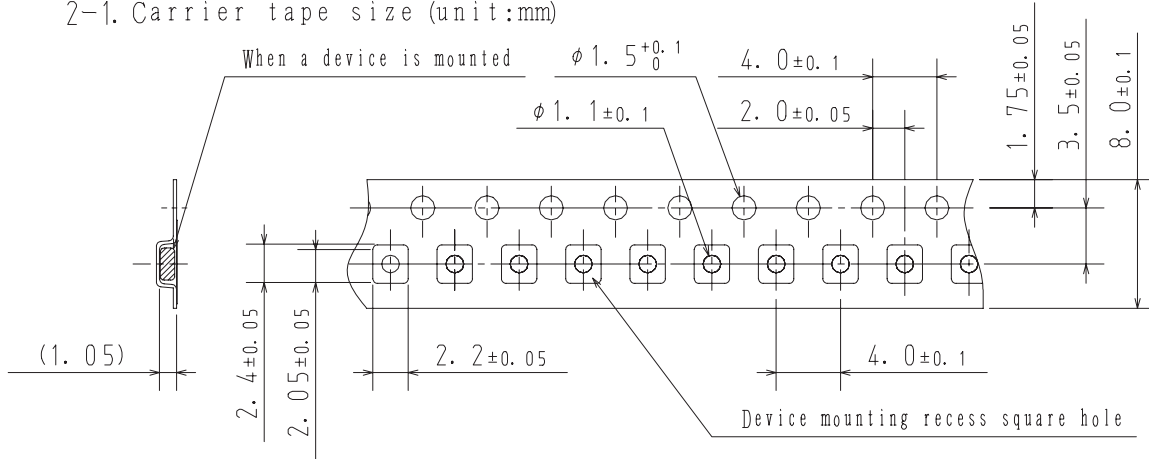 2-1. Carrier tape size (unit:mm)
When a device is mounted
φ1.5 +0.1 0
4.0±0.1
φ1.1±0.1
2.0±0.05
1.75±0.05
3.5±0.05
8.0±0.1
(1.05)
2.4±0.05
2.05±0.05
2.2±0.05
4.0±0.1
Device mounting recess square hole